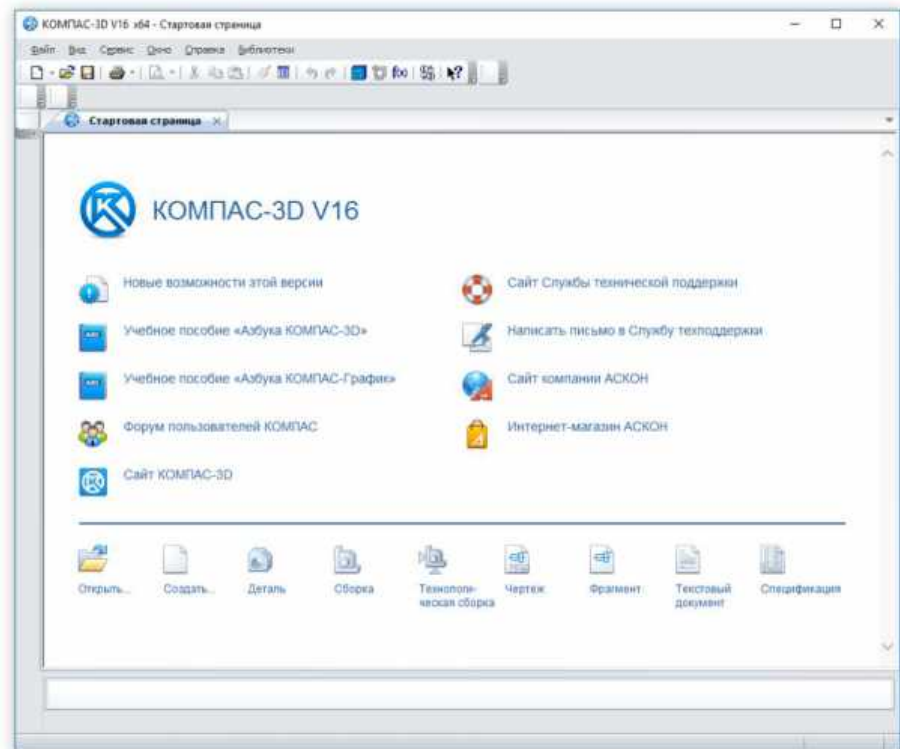 КОМПАС-3D V16 x64 - Стартовая страница
Файл Вид Сервис Окно Справка Библиотеки
f(x)
Стартовая страница
КОМПАС-3D V16
Новые возможности этой версии
Сайт Службы технической поддержки
Учебное пособие «Азбука КОМПАС-3D»
Написать письмо в Службу техподдержки
Учебное пособие «Азбука КОМПАС-График»
Сайт компании АСКОН
Форум пользователей КОМПАС
Интернет-магазин АСКОН
Сайт КОМПАС-3D
Открыть... Создать... Деталь Сборка Технологи-
ческая сборка Чертеж Фрагмент Текстовый
документ Спецификация